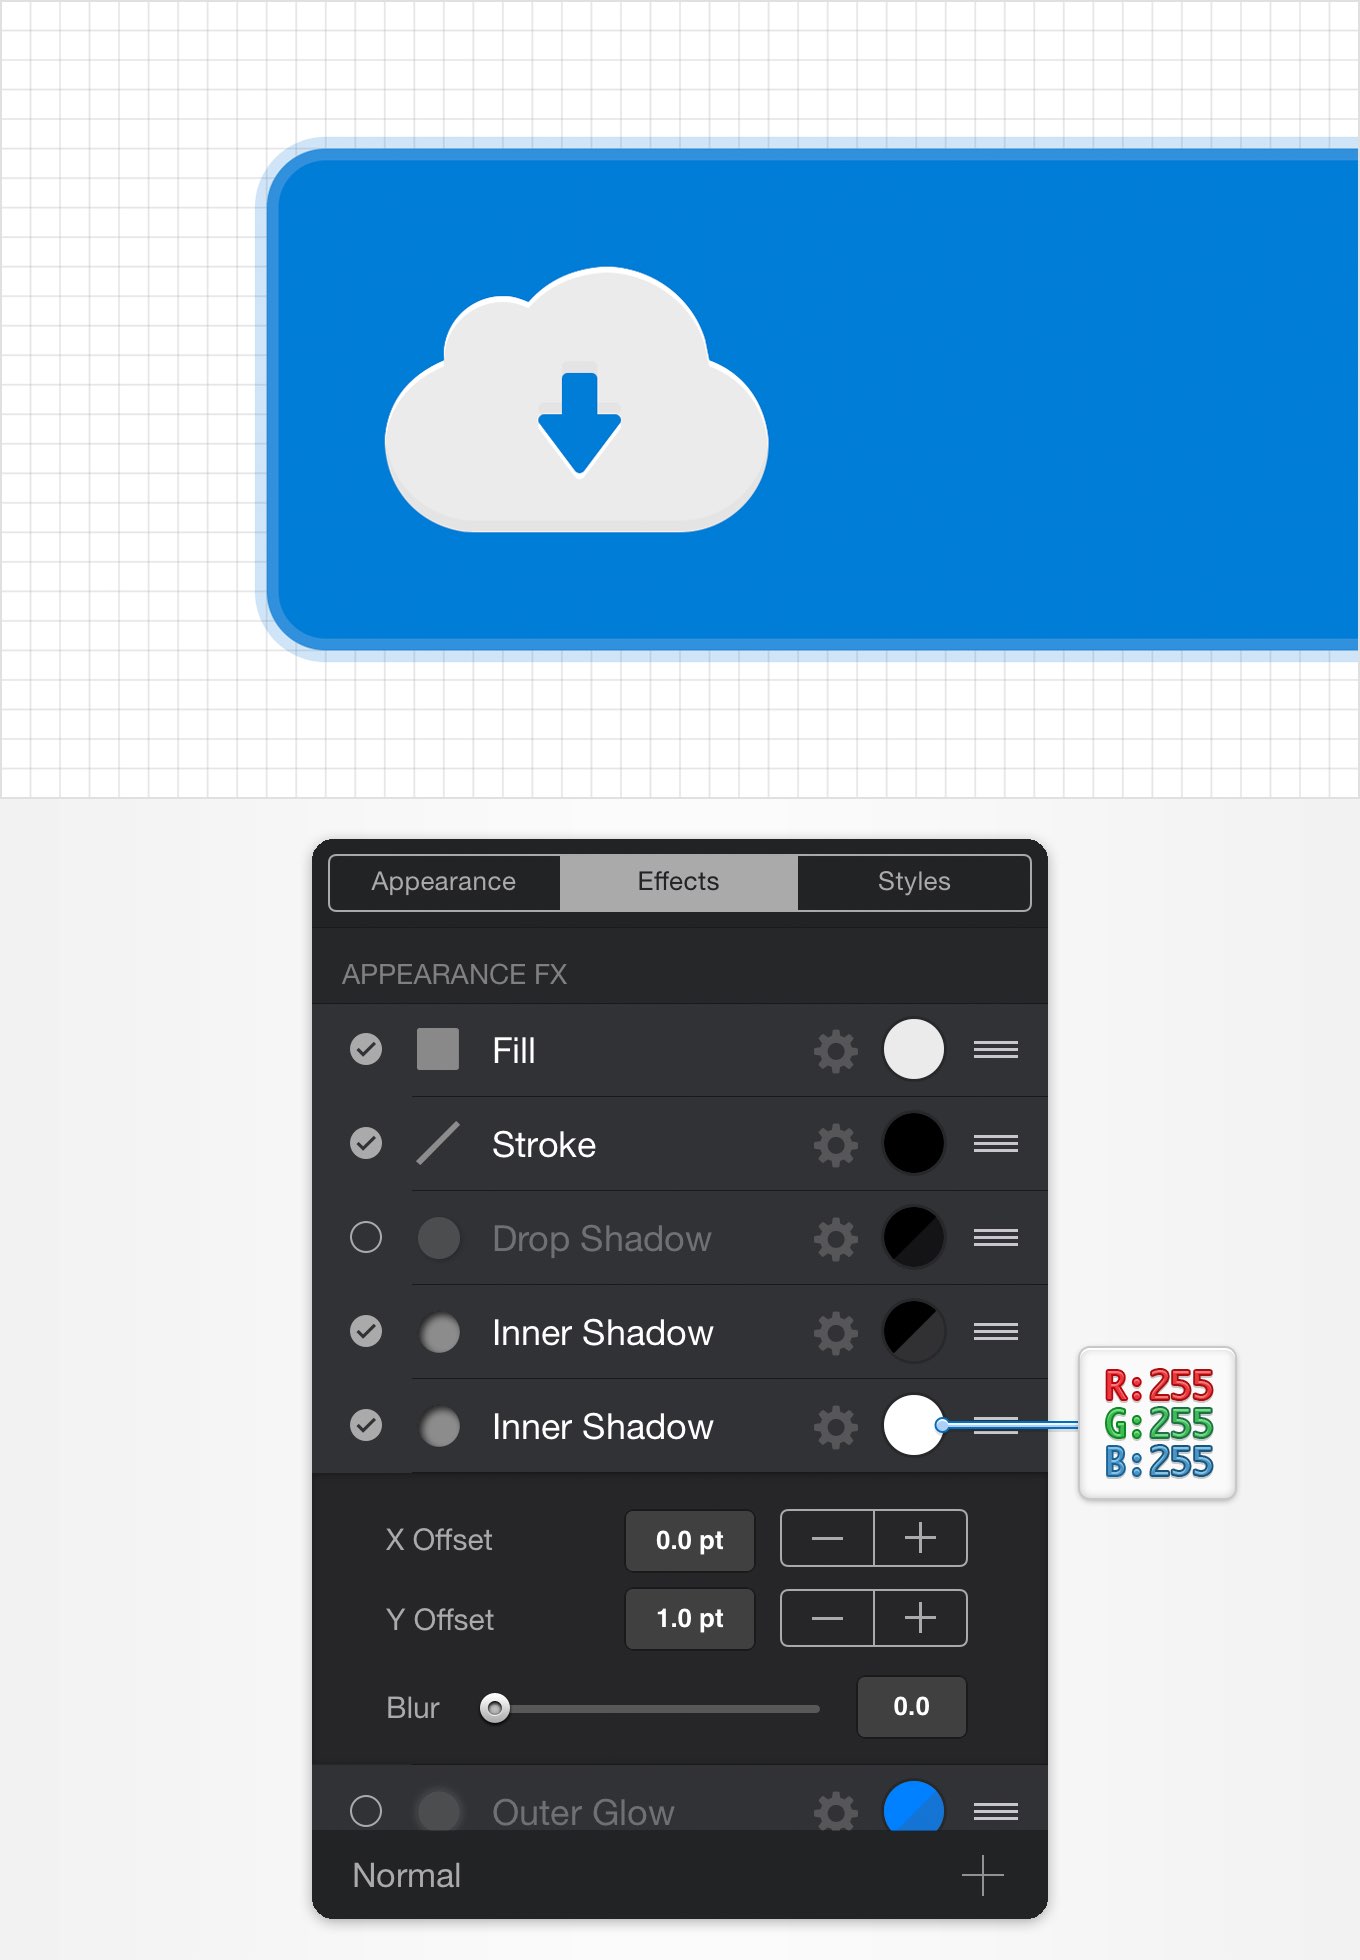 Appearance Effects Styles
APPEARANCE FX
Fill
Stroke
Drop Shadow
Inner Shadow
Inner Shadow
R:255
G:255
B:255
X Offset 0.0 pt
Y Offset 1.0 pt
Blur 0.0
Outer Glow
Normal